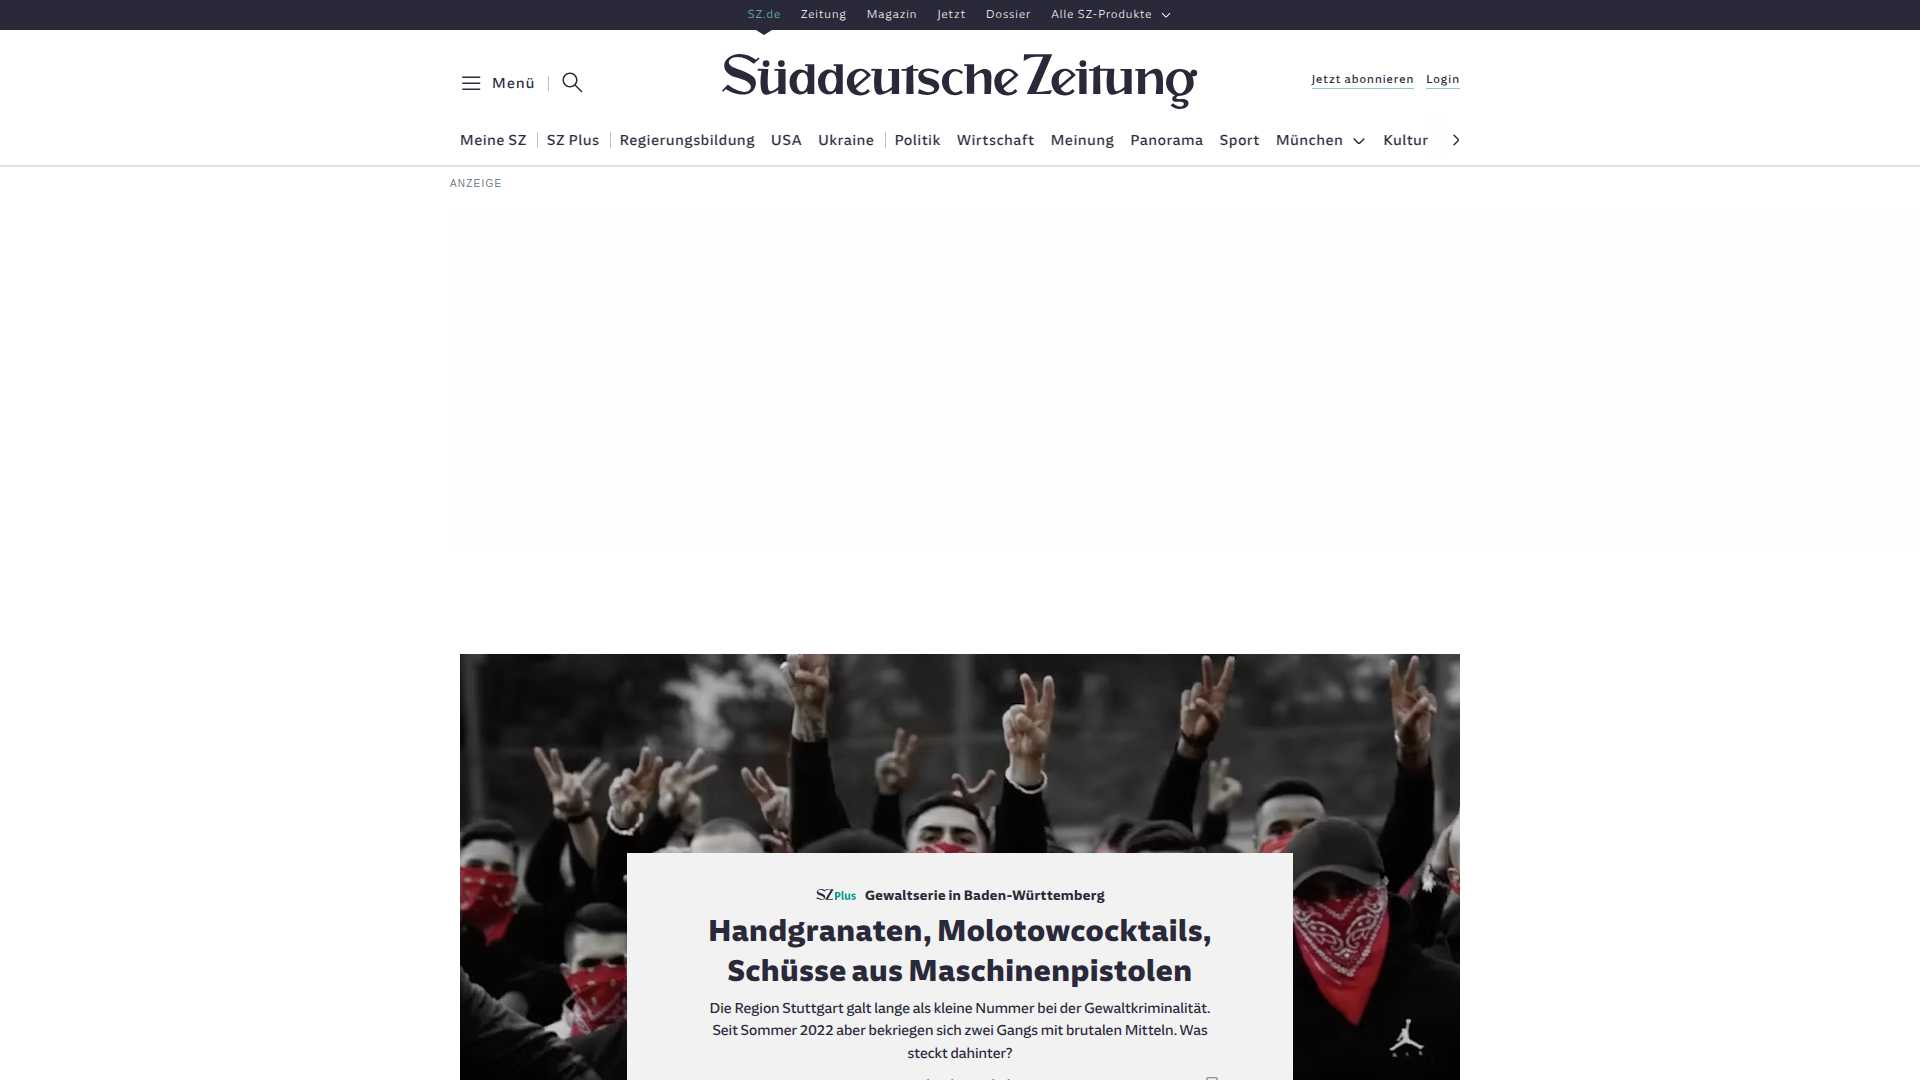 SZ.de Zeitung Magazin Jetzt Dossier Alle SZ-Produkte
Menü
Süddeutsche Zeitung
Jetzt abonnieren Login
Meine SZ SZ Plus Regierungsbildung USA Ukraine Politik Wirtschaft Meinung Panorama Sport München Kultur
ANZEIGE
SZ Plus Gewaltserie in Baden-Württemberg
Handgranaten, Molotowcocktails,
Schüsse aus Maschinenpistolen
Die Region Stuttgart galt lange als kleine Nummer bei der Gewaltkriminalität.
Seit Sommer 2022 aber bekriegen sich zwei Gangs mit brutalen Mitteln. Was
steckt dahinter?